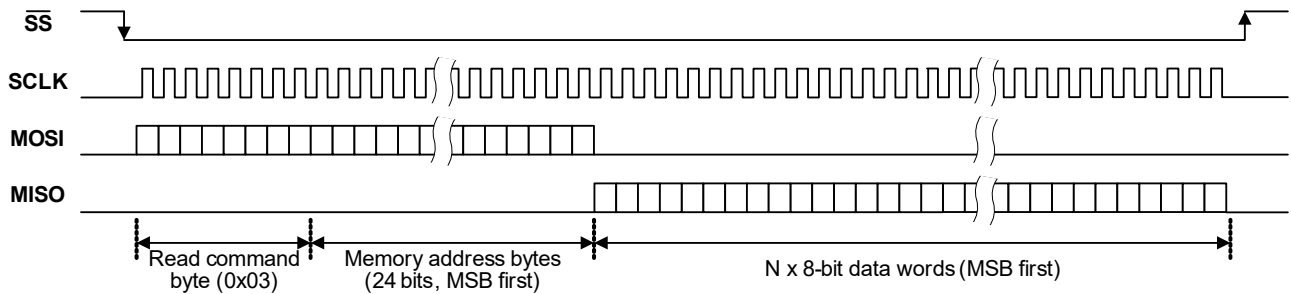 SS
SCLK
MOSI
MISO
Read command
byte (0x03)
Memory address bytes
(24 bits, MSB first)
N x 8-bit data words (MSB first)